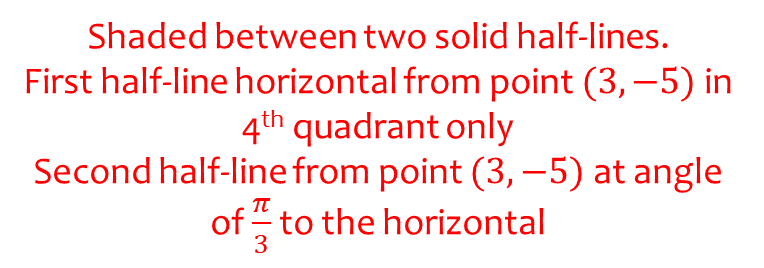 Shaded between two solid half-lines.
First half-line horizontal from point (3, −5) in
4th quadrant only
Second half-line from point (3, −5) at angle
of π/3 to the horizontal